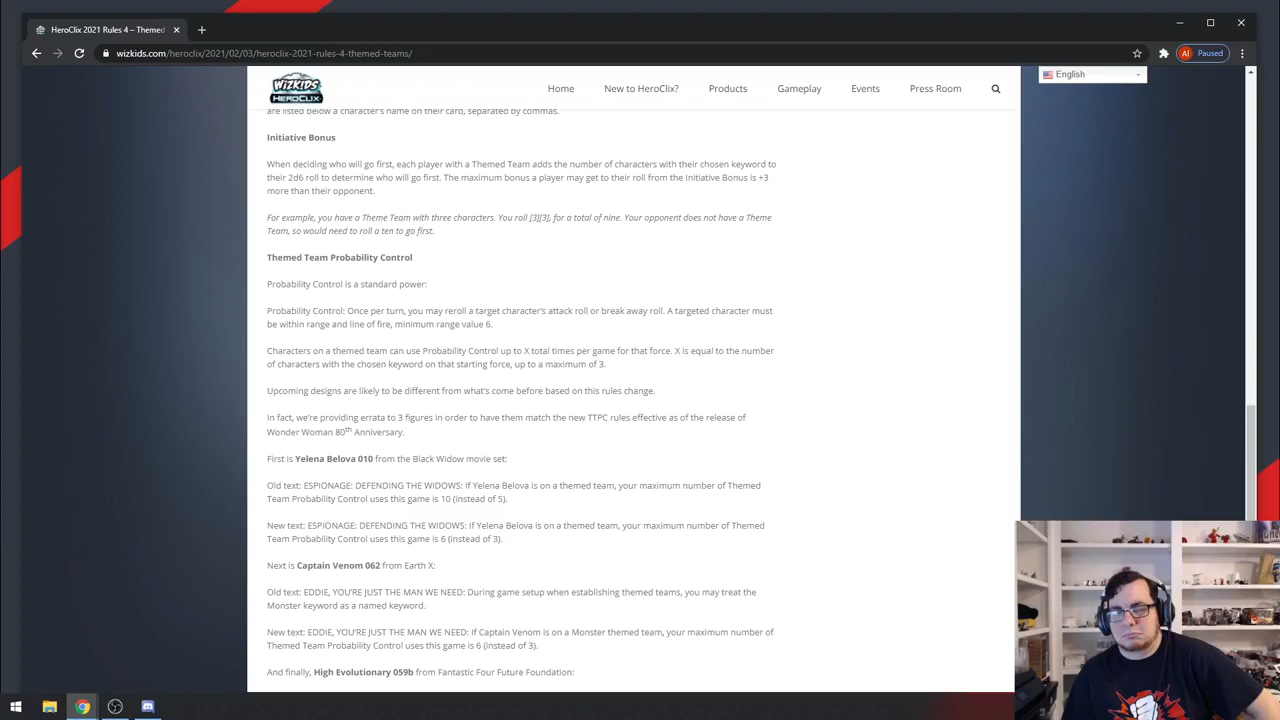 HeroClix 2021 Rules 4 – Themed
wizkids.com/heroclix/2021/02/03/heroclix-2021-rules-4-themed-teams/
AI Paused
WIZKIDS
HEROCLIX
Home New to HeroClix? Products Gameplay Events Press Room
English
are listed below a character's name on their card, separated by commas.
Initiative Bonus
When deciding who will go first, each player with a Themed Team adds the number of characters with their chosen keyword to
their 2d6 roll to determine who will go first. The maximum bonus a player may get to their roll from the Initiative Bonus is +3
more than their opponent.
For example, you have a Theme Team with three characters. You roll [3][3], for a total of nine. Your opponent does not have a Theme
Team, so would need to roll a ten to go first.
Themed Team Probability Control
Probability Control is a standard power:
Probability Control: Once per turn, you may reroll a target character's attack roll or break away roll. A targeted character must
be within range and line of fire, minimum range value 6.
Characters on a themed team can use Probability Control up to X total times per game for that force. X is equal to the number
of characters with the chosen keyword on that starting force, up to a maximum of 3.
Upcoming designs are likely to be different from what's come before based on this rules change.
In fact, we're providing errata to 3 figures in order to have them match the new TTPC rules effective as of the release of
Wonder Woman 80th Anniversary.
First is Yelena Belova 010 from the Black Widow movie set:
Old text: ESPIONAGE: DEFENDING THE WIDOWS: If Yelena Belova is on a themed team, your maximum number of Themed
Team Probability Control uses this game is 10 (instead of 5).
New text: ESPIONAGE: DEFENDING THE WIDOWS: If Yelena Belova is on a themed team, your maximum number of Themed
Team Probability Control uses this game is 6 (instead of 3).
Next is Captain Venom 062 from Earth X:
Old text: EDDIE, YOU'RE JUST THE MAN WE NEED: During game setup when establishing themed teams, you may treat the
Monster keyword as a named keyword.
New text: EDDIE, YOU'RE JUST THE MAN WE NEED: If Captain Venom is on a Monster themed team, your maximum number of
Themed Team Probability Control uses this game is 6 (instead of 3).
And finally, High Evolutionary 059b from Fantastic Four Future Foundation: